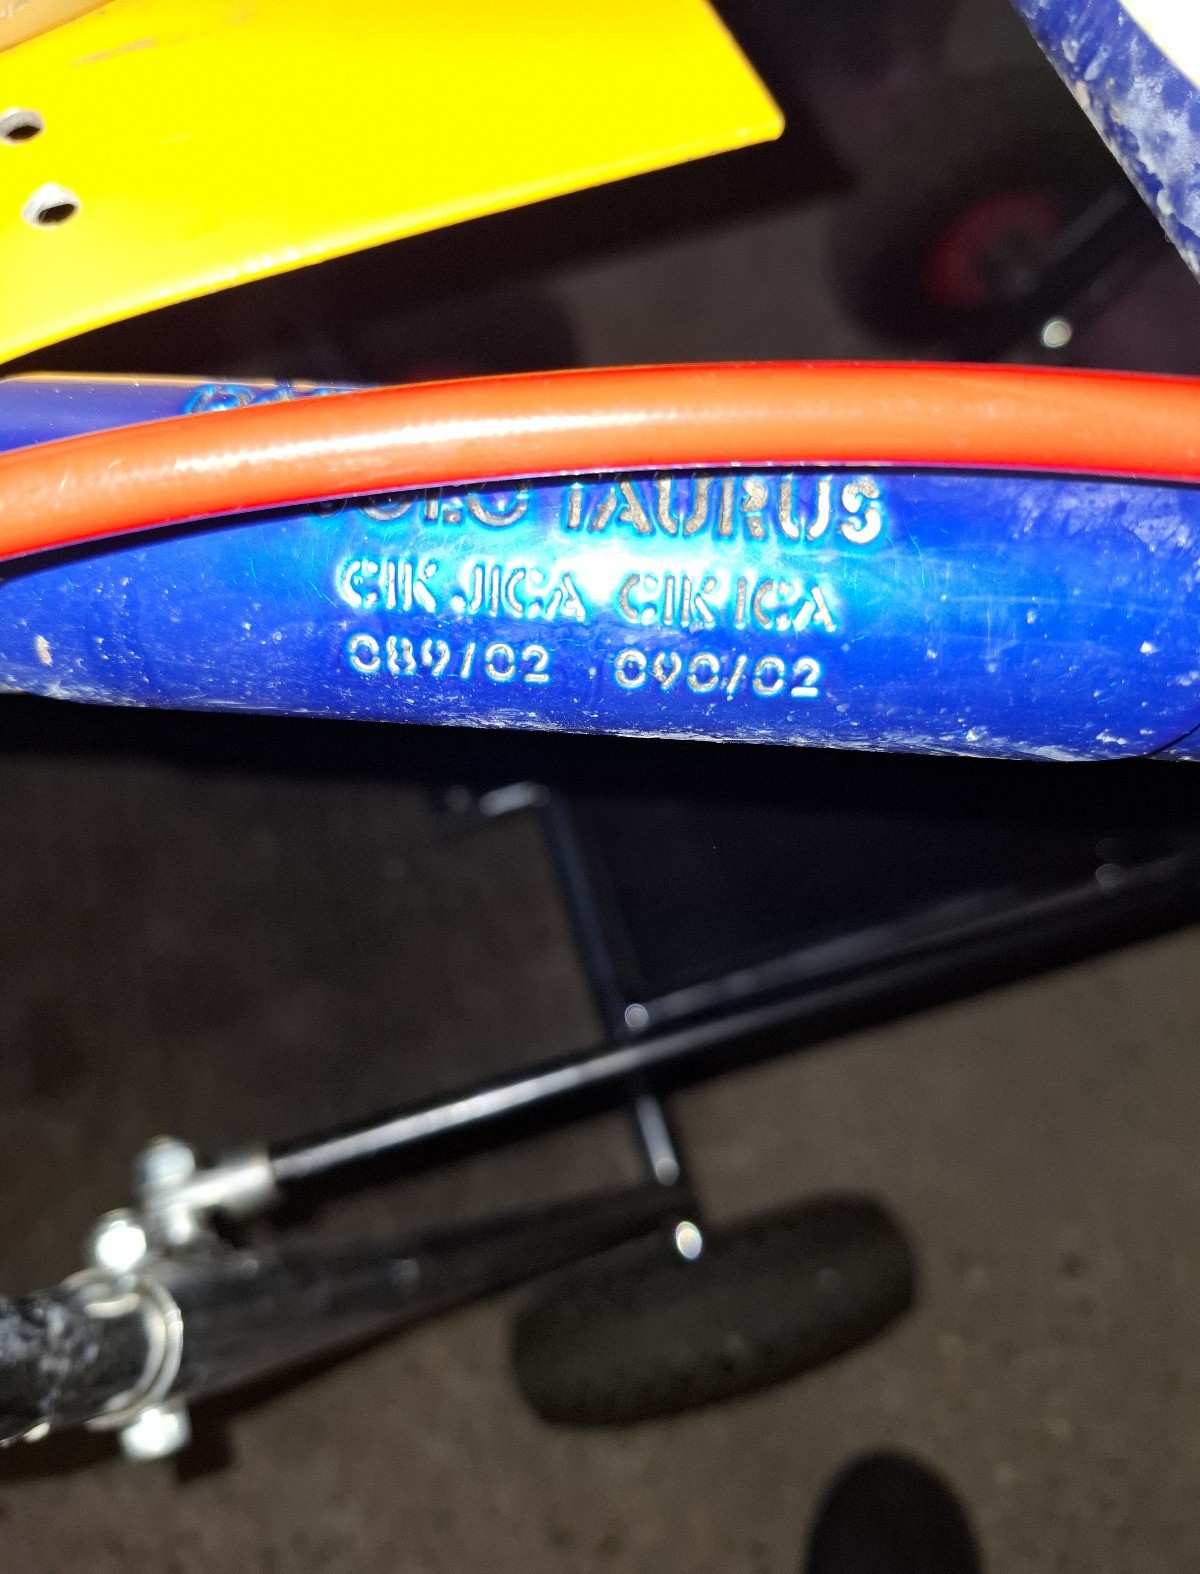 TAURUS
CIK JICA CIK ICA
089/02 090/02